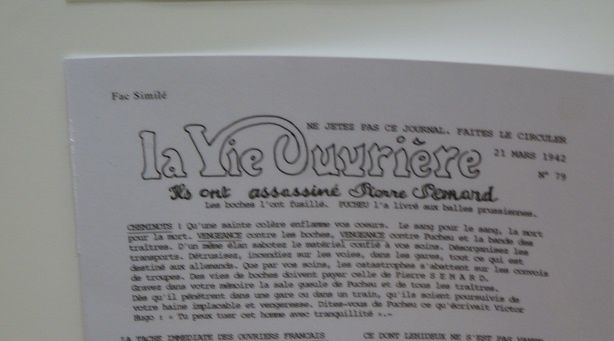 Fac Similé
NE JETEZ PAS CE JOURNAL. FAITES LE CIRCULER
la Vie Ouvrière
21 MARS 1942
N° 79
Ils ont assassiné Pierre Semard
Les boches l'ont fusillé. PUCHEU l'a livré aux balles prussiennes.
CHEMINOTS : Qu'une sainte colère enflamme vos coeurs. Le sang pour le sang, la mort
pour la mort. VENGEANCE contre les boches, VENGEANCE contre Pucheu et la bande des
traîtres. D'un même élan sabotez le matériel confié à vos soins. Désorganisez les
transports. Détruisez, incendiez sur les voies, dans les gares, tout ce qui est
destiné aux allemands. Que par vos soins, les catastrophes s'abattent sur les convois
de troupes. Des vies de boches doivent payer celle de Pierre S E M A R D.
Gravez dans votre mémoire la sale gueule de Pucheu et de tous les traîtres.
Dès qu'il pénètrent dans une gare ou dans un train, qu'ils soient poursuivis de
votre haine implacable et vengeresse. Dites-vous de Pucheu ce qu'écrivait Victor
Hugo : « Tu peux tuer cet homme avec tranquillité ».-
LA TACHE IMMEDIATE DES OUVRIERS FRANCAIS
CE DONT LEHIDEUX NE S'EST PAS